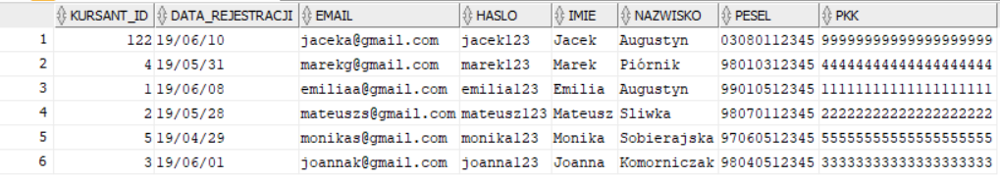 KURSANT_ID DATA_REJESTRACJI EMAIL HASLO IMIE NAZWISKO PESEL PKK
1 122 19/06/10 jaceka@gmail.com jacek123 Jacek Augustyn 03080112345 99999999999999999999
2 4 19/05/31 marekg@gmail.com marek123 Marek Piórnik 98010312345 44444444444444444444
3 1 19/06/08 emiliaa@gmail.com emilia123 Emilia Augustyn 99010512345 11111111111111111111
4 2 19/05/28 mateuszs@gmail.com mateusz123 Mateusz Sliwka 98070112345 22222222222222222222
5 5 19/04/29 monikas@gmail.com monika123 Monika Sobierajska 97060512345 55555555555555555555
6 3 19/06/01 joannak@gmail.com joanna123 Joanna Komorniczak 98040512345 33333333333333333333